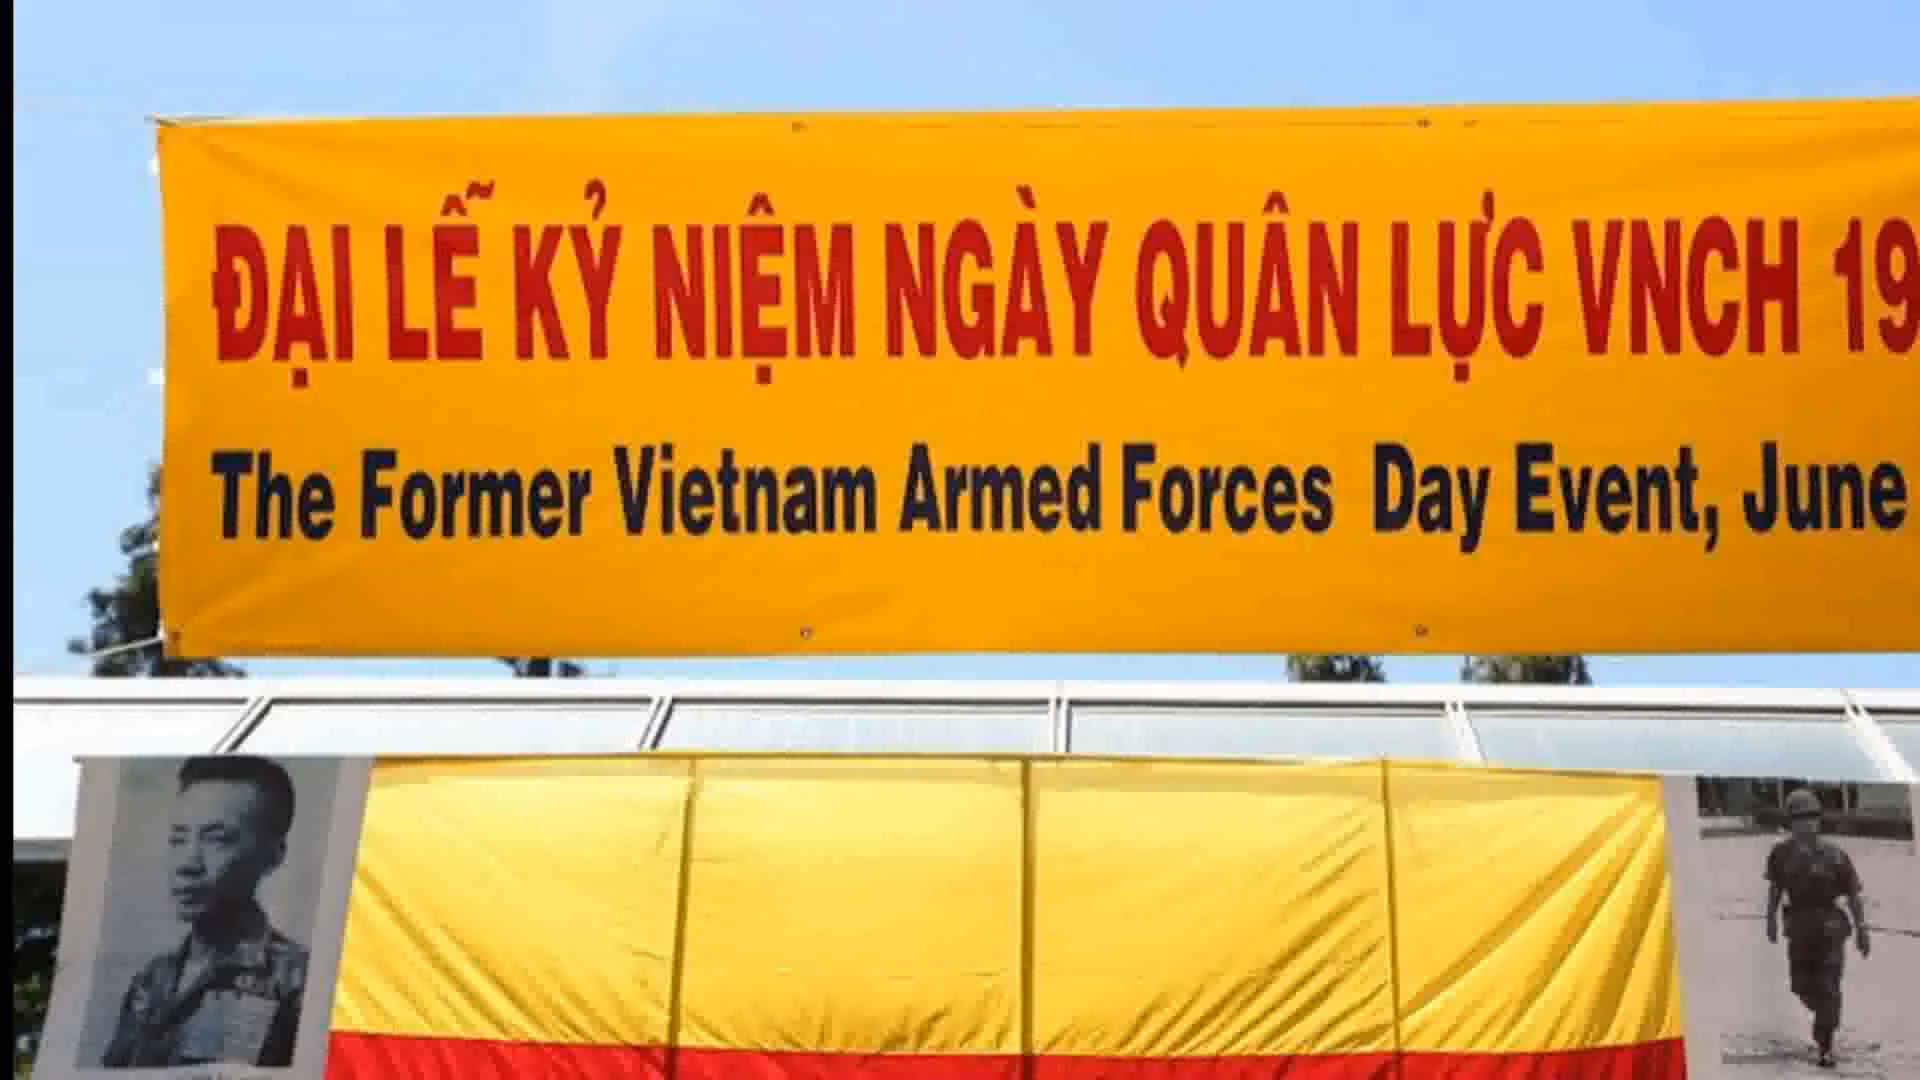 ĐẠI LỄ KỶ NIỆM NGÀY QUÂN LỰC VNCH 19
The Former Vietnam Armed Forces Day Event, June